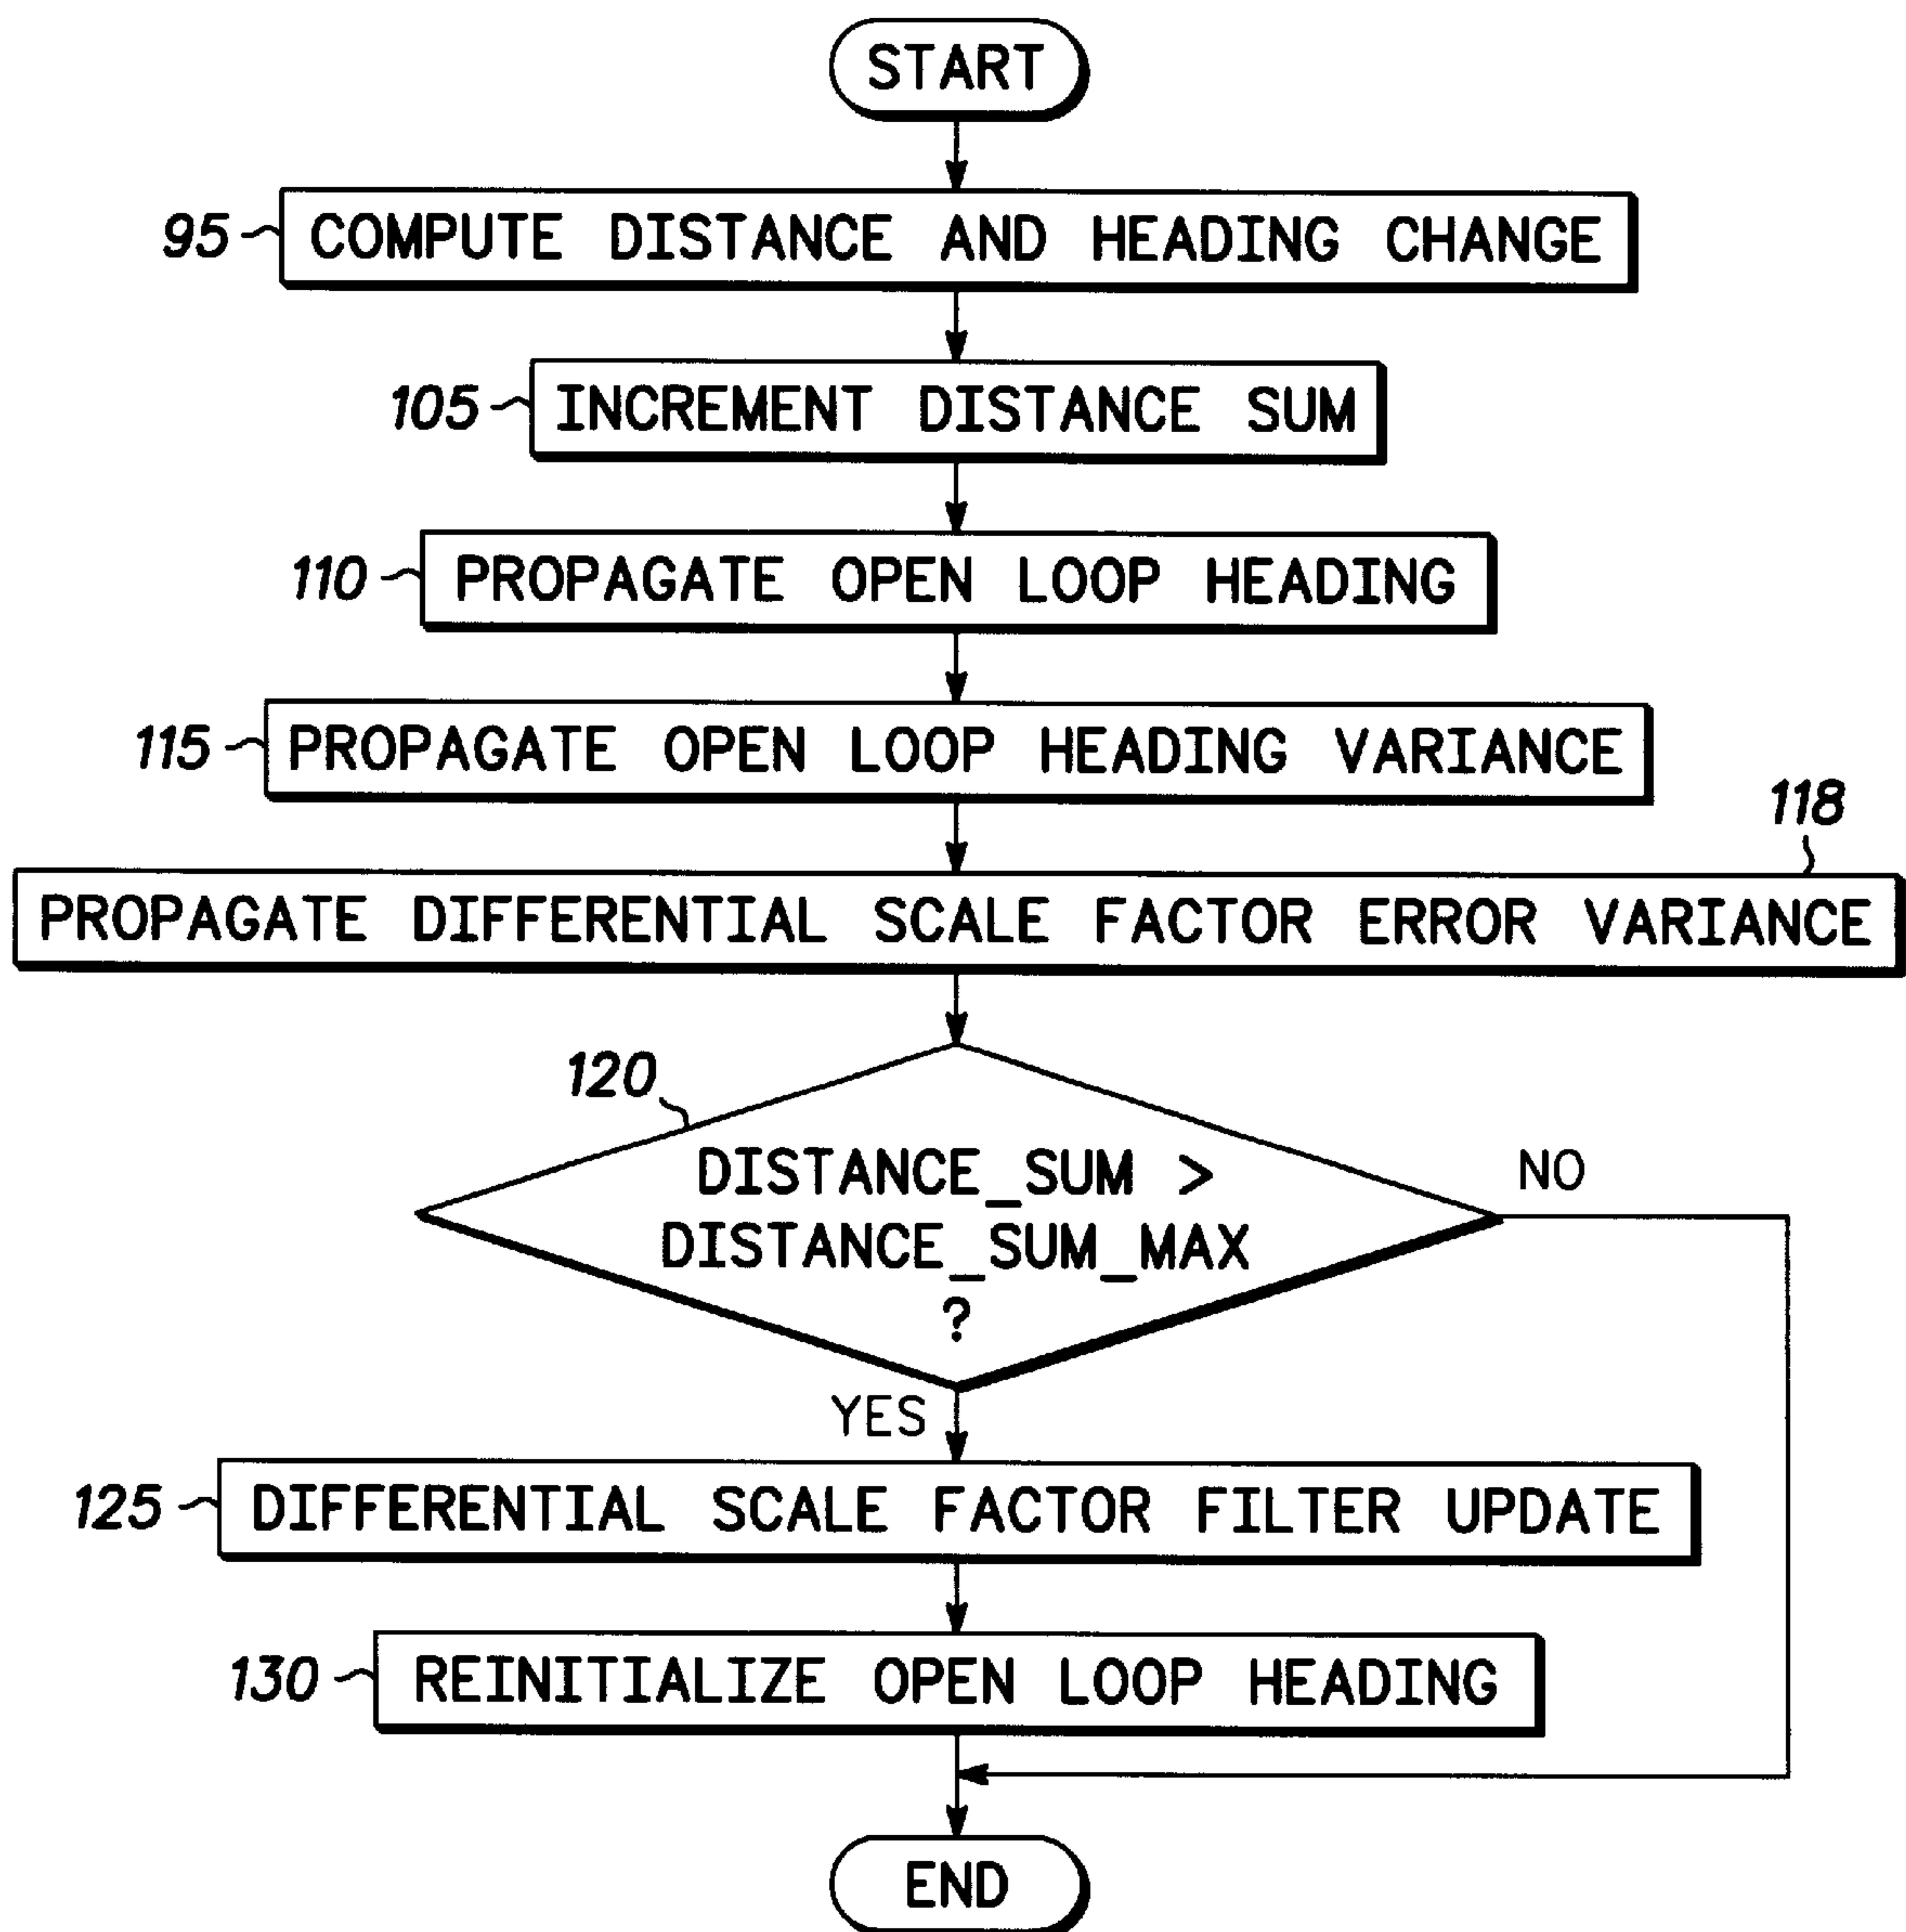 START
95
COMPUTE DISTANCE AND HEADING CHANGE
105
INCREMENT DISTANCE SUM
110
PROPAGATE OPEN LOOP HEADING
115
PROPAGATE OPEN LOOP HEADING VARIANCE
118
PROPAGATE DIFFERENTIAL SCALE FACTOR ERROR VARIANCE
120
DISTANCE_SUM >
DISTANCE_SUM_MAX
?
NO
YES
125
DIFFERENTIAL SCALE FACTOR FILTER UPDATE
130
REINITIALIZE OPEN LOOP HEADING
END